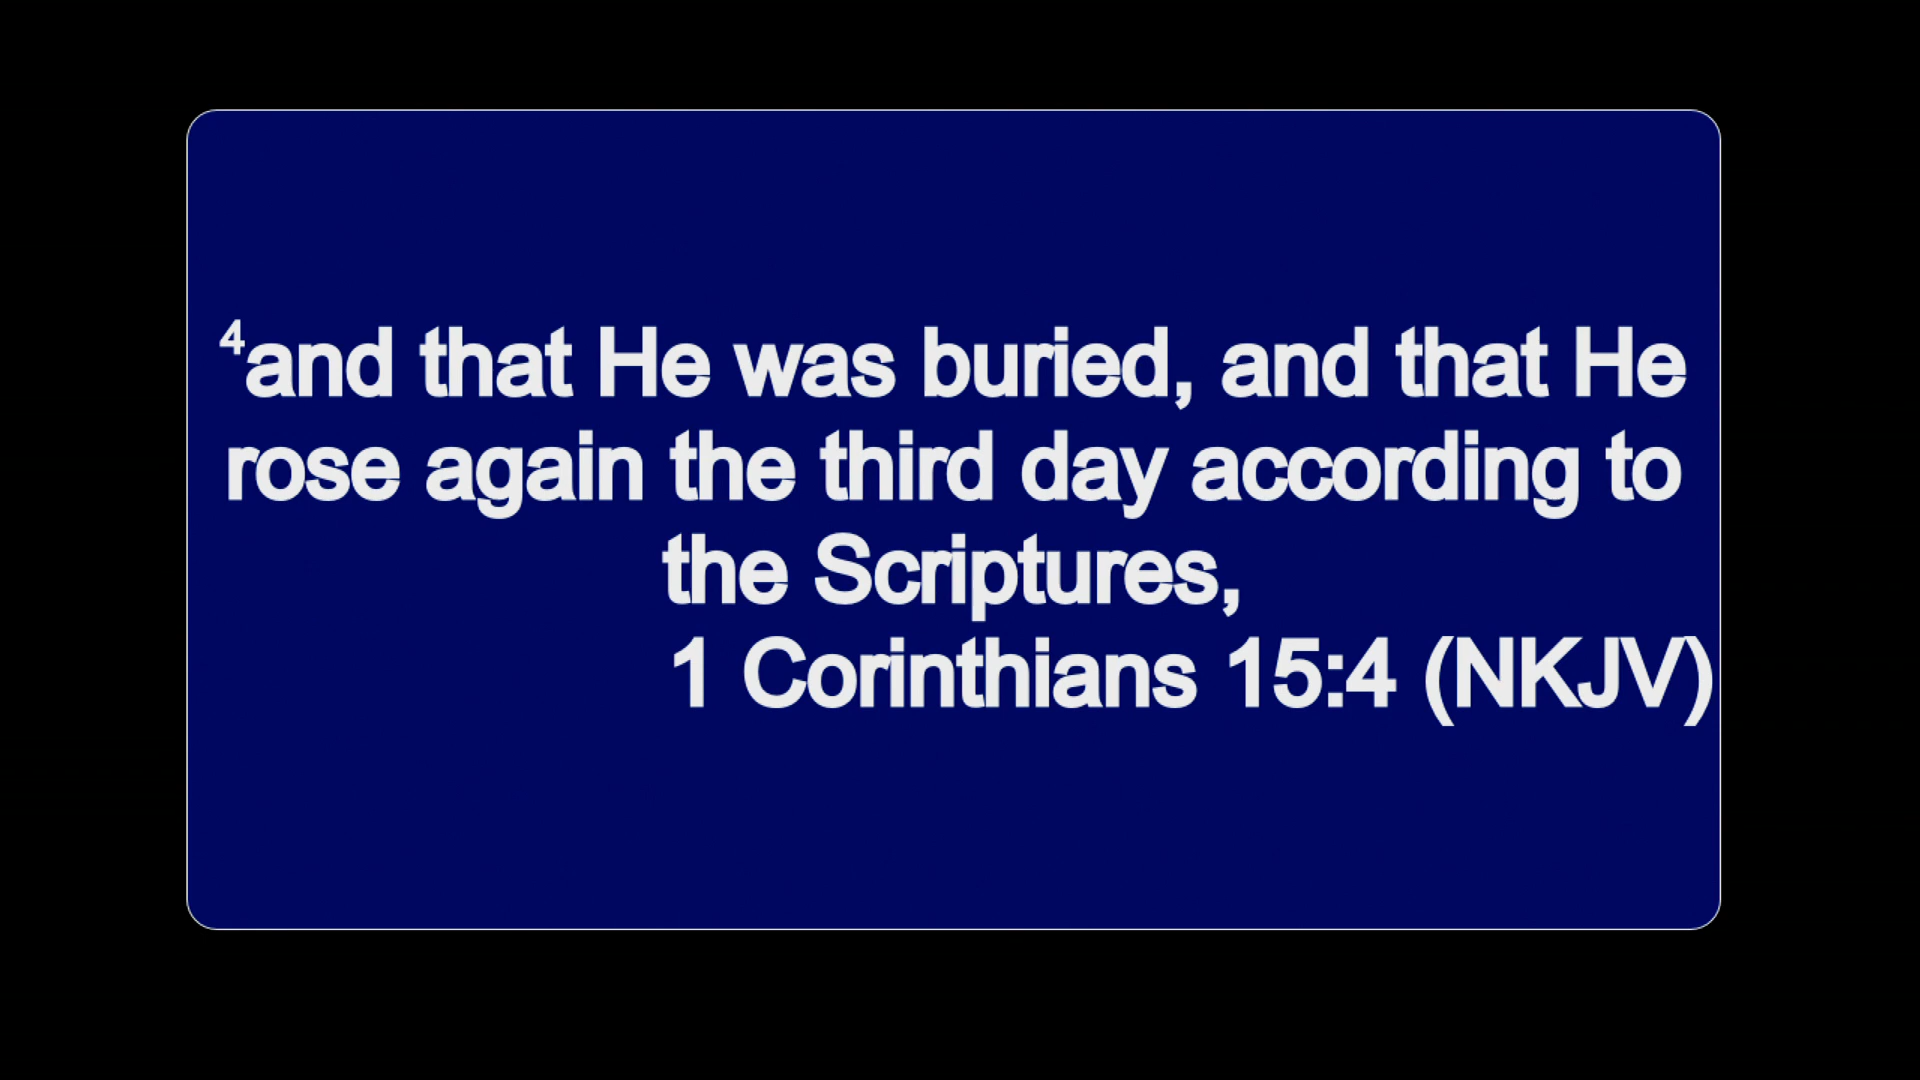 ⁴and that He was buried, and that He
rose again the third day according to
the Scriptures,
1 Corinthians 15:4 (NKJV)